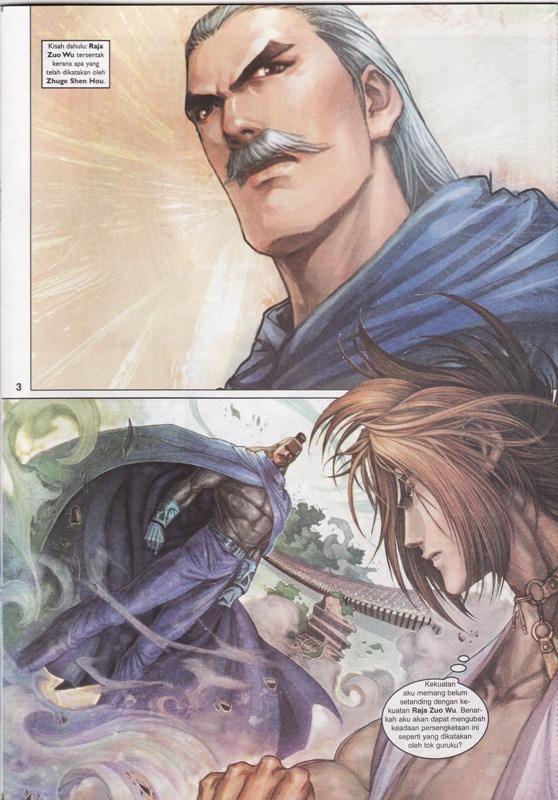 Kisah dahulu: Raja
Zuo Wu tersentak
kerana apa yang
telah dikatakan oleh
Zhuge Shen Hou.
3
Kekuatan
aku memang belum
setanding dengan ke-
kuatan Raja Zuo Wu. Benar-
kah aku akan dapat mengubah
keadaan persengketaan ini
seperti yang dikatakan
oleh tok guruku?